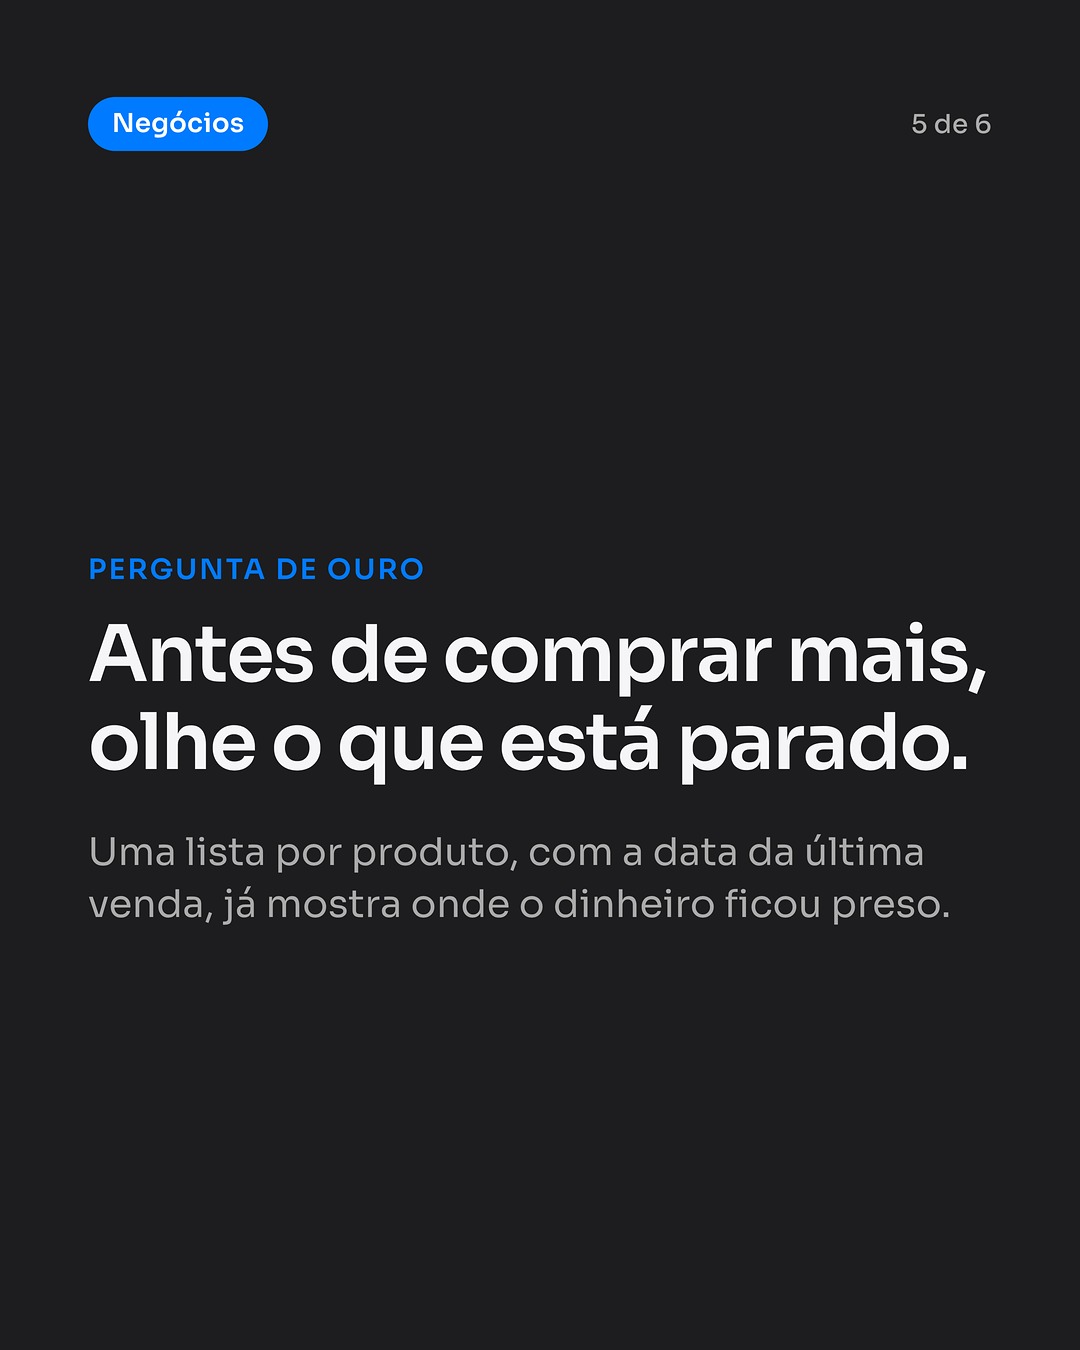 Negócios
5 de 6
PERGUNTA DE OURO
Antes de comprar mais,
olhe o que está parado.
Uma lista por produto, com a data da última
venda, já mostra onde o dinheiro ficou preso.